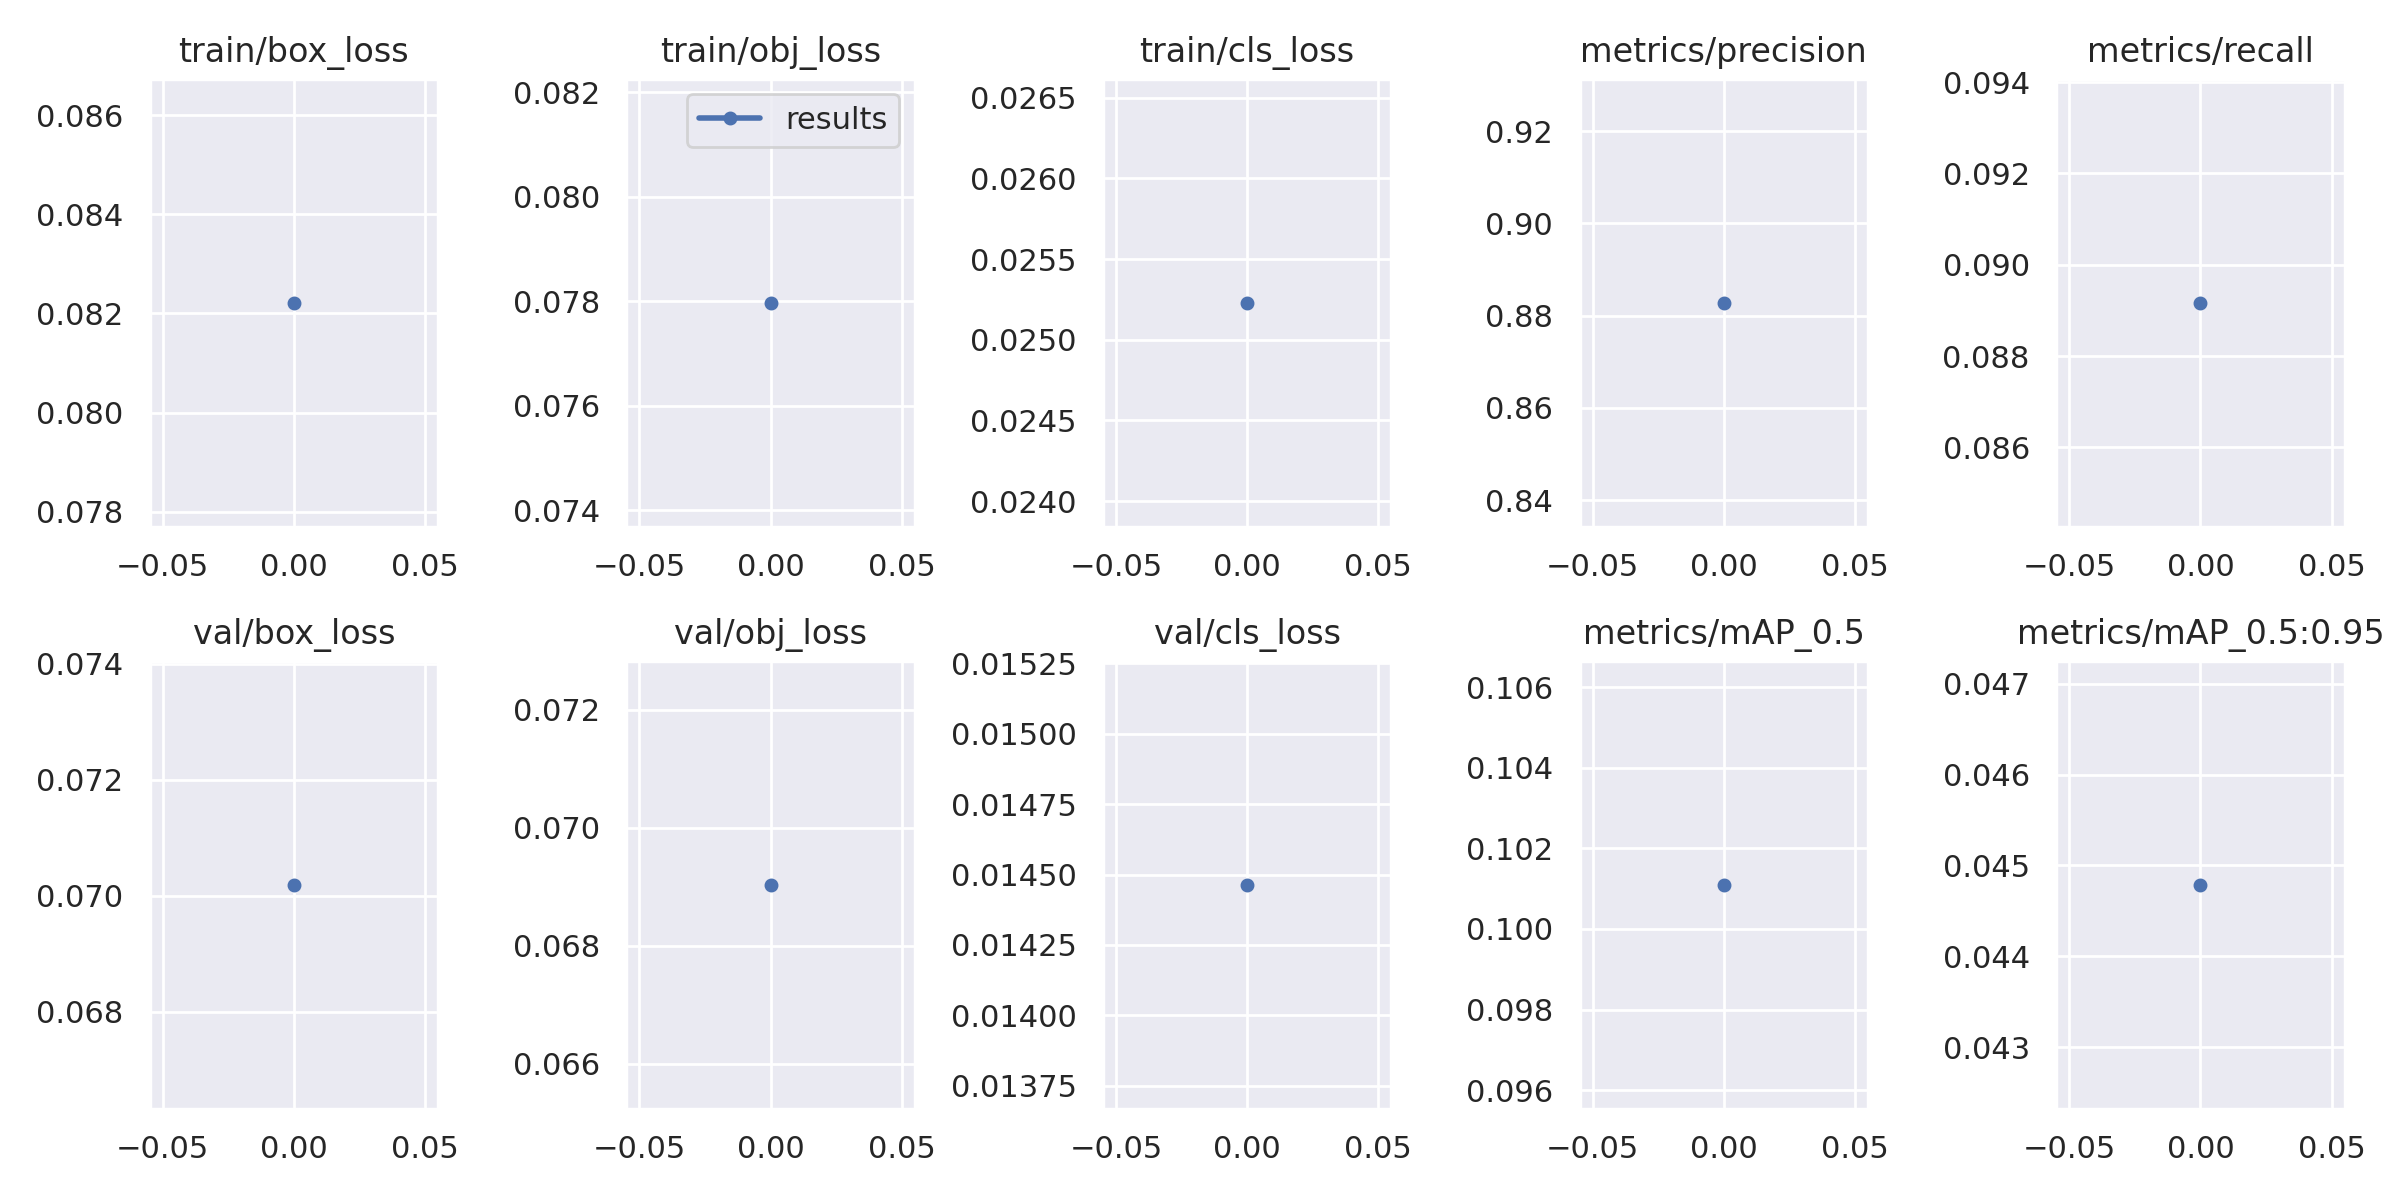 train/box_loss
0.086
0.084
0.082
0.080
0.078
−0.05 0.00 0.05
train/obj_loss
results
0.082
0.080
0.078
0.076
0.074
−0.05 0.00 0.05
train/cls_loss
0.0265
0.0260
0.0255
0.0250
0.0245
0.0240
−0.05 0.00 0.05
metrics/precision
0.92
0.90
0.88
0.86
0.84
−0.05 0.00 0.05
metrics/recall
0.094
0.092
0.090
0.088
0.086
−0.05 0.00 0.05
val/box_loss
0.074
0.072
0.070
0.068
−0.05 0.00 0.05
val/obj_loss
0.072
0.070
0.068
0.066
−0.05 0.00 0.05
val/cls_loss
0.01525
0.01500
0.01475
0.01450
0.01425
0.01400
0.01375
−0.05 0.00 0.05
metrics/mAP_0.5
0.106
0.104
0.102
0.100
0.098
0.096
−0.05 0.00 0.05
metrics/mAP_0.5:0.95
0.047
0.046
0.045
0.044
0.043
−0.05 0.00 0.05